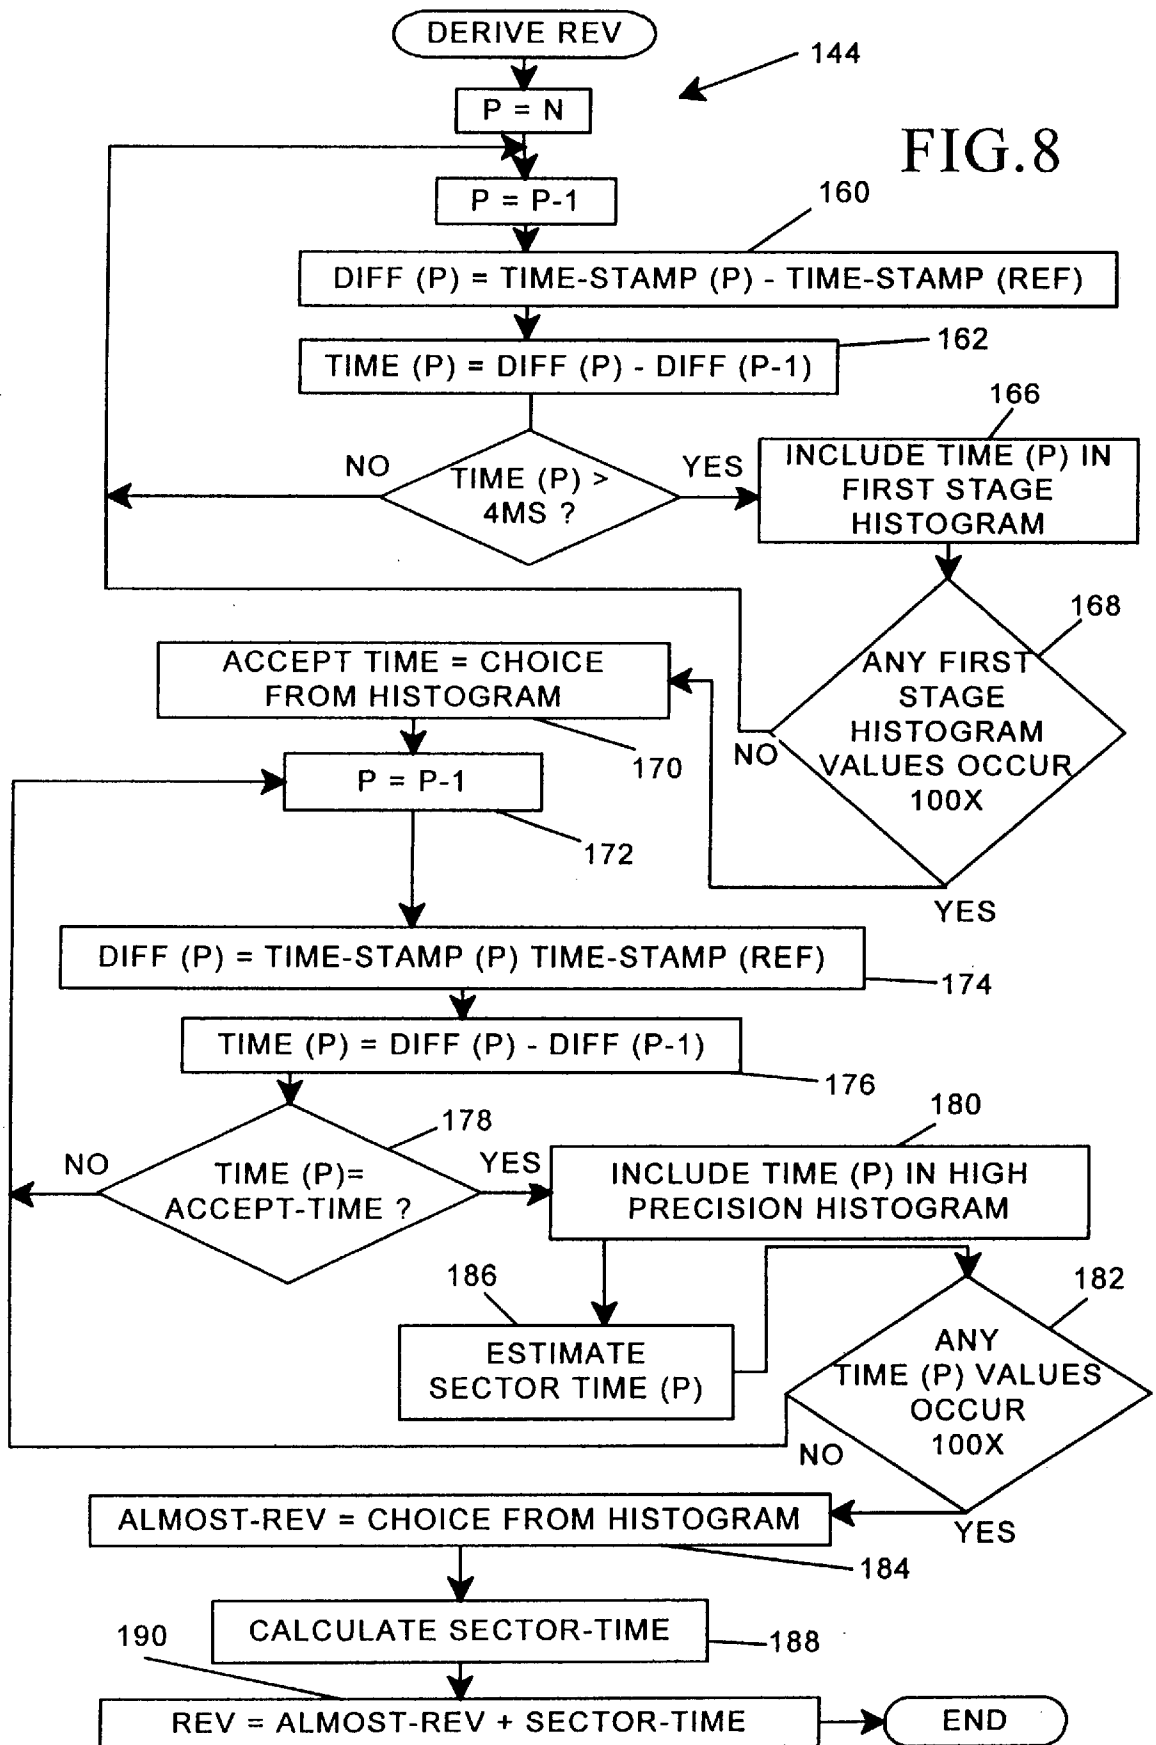 DERIVE REV
144
P = N
FIG.8
P = P-1
160
DIFF (P) = TIME-STAMP (P) - TIME-STAMP (REF)
162
TIME (P) = DIFF (P) - DIFF (P-1)
166
NO
TIME (P) >
4MS ?
YES
INCLUDE TIME (P) IN
FIRST STAGE
HISTOGRAM
168
ANY FIRST
STAGE
HISTOGRAM
VALUES OCCUR
100X
NO
YES
ACCEPT TIME = CHOICE
FROM HISTOGRAM
170
P = P-1
172
DIFF (P) = TIME-STAMP (P) TIME-STAMP (REF)
174
TIME (P) = DIFF (P) - DIFF (P-1)
176
178
180
NO
TIME (P)=
ACCEPT-TIME ?
YES
INCLUDE TIME (P) IN HIGH
PRECISION HISTOGRAM
186
ESTIMATE
SECTOR TIME (P)
182
ANY
TIME (P) VALUES
OCCUR
100X
NO
YES
ALMOST-REV = CHOICE FROM HISTOGRAM
184
CALCULATE SECTOR-TIME
188
190
REV = ALMOST-REV + SECTOR-TIME
END